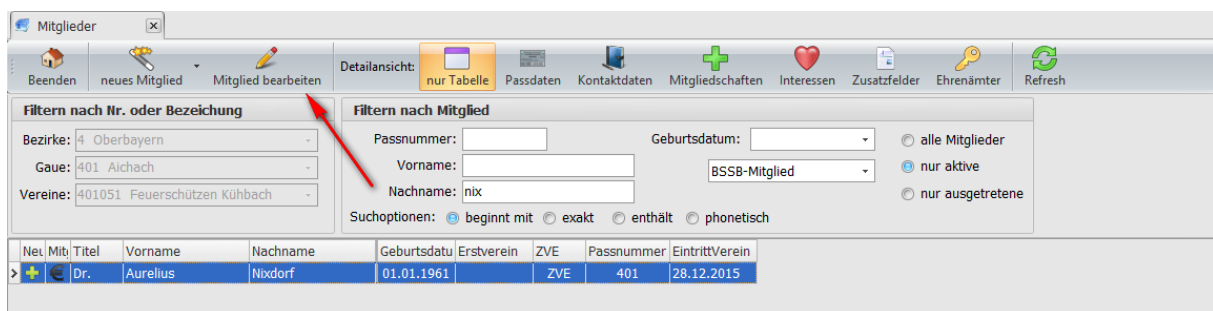 Mitglieder
Beenden neues Mitglied Mitglied bearbeiten Detailansicht: nur Tabelle Passdaten Kontaktdaten Mitgliedschaften Interessen Zusatzfelder Ehrenämter Refresh
Filtern nach Nr. oder Bezeichung
Bezirke: 4 Oberbayern
Gaue: 401 Aichach
Vereine: 401051 Feuerschützen Kühbach
Filtern nach Mitglied
Passnummer: Geburtsdatum: alle Mitglieder
Vorname: BSSB-Mitglied nur aktive
Nachname: nix nur ausgetretene
Suchoptionen: beginnt mit exakt enthält phonetisch
Neu Mitg Titel Vorname Nachname Geburtsdatu Erstverein ZVE Passnummer EintrittVerein
Dr. Aurelius Nixdorf 01.01.1961 ZVE 401 28.12.2015